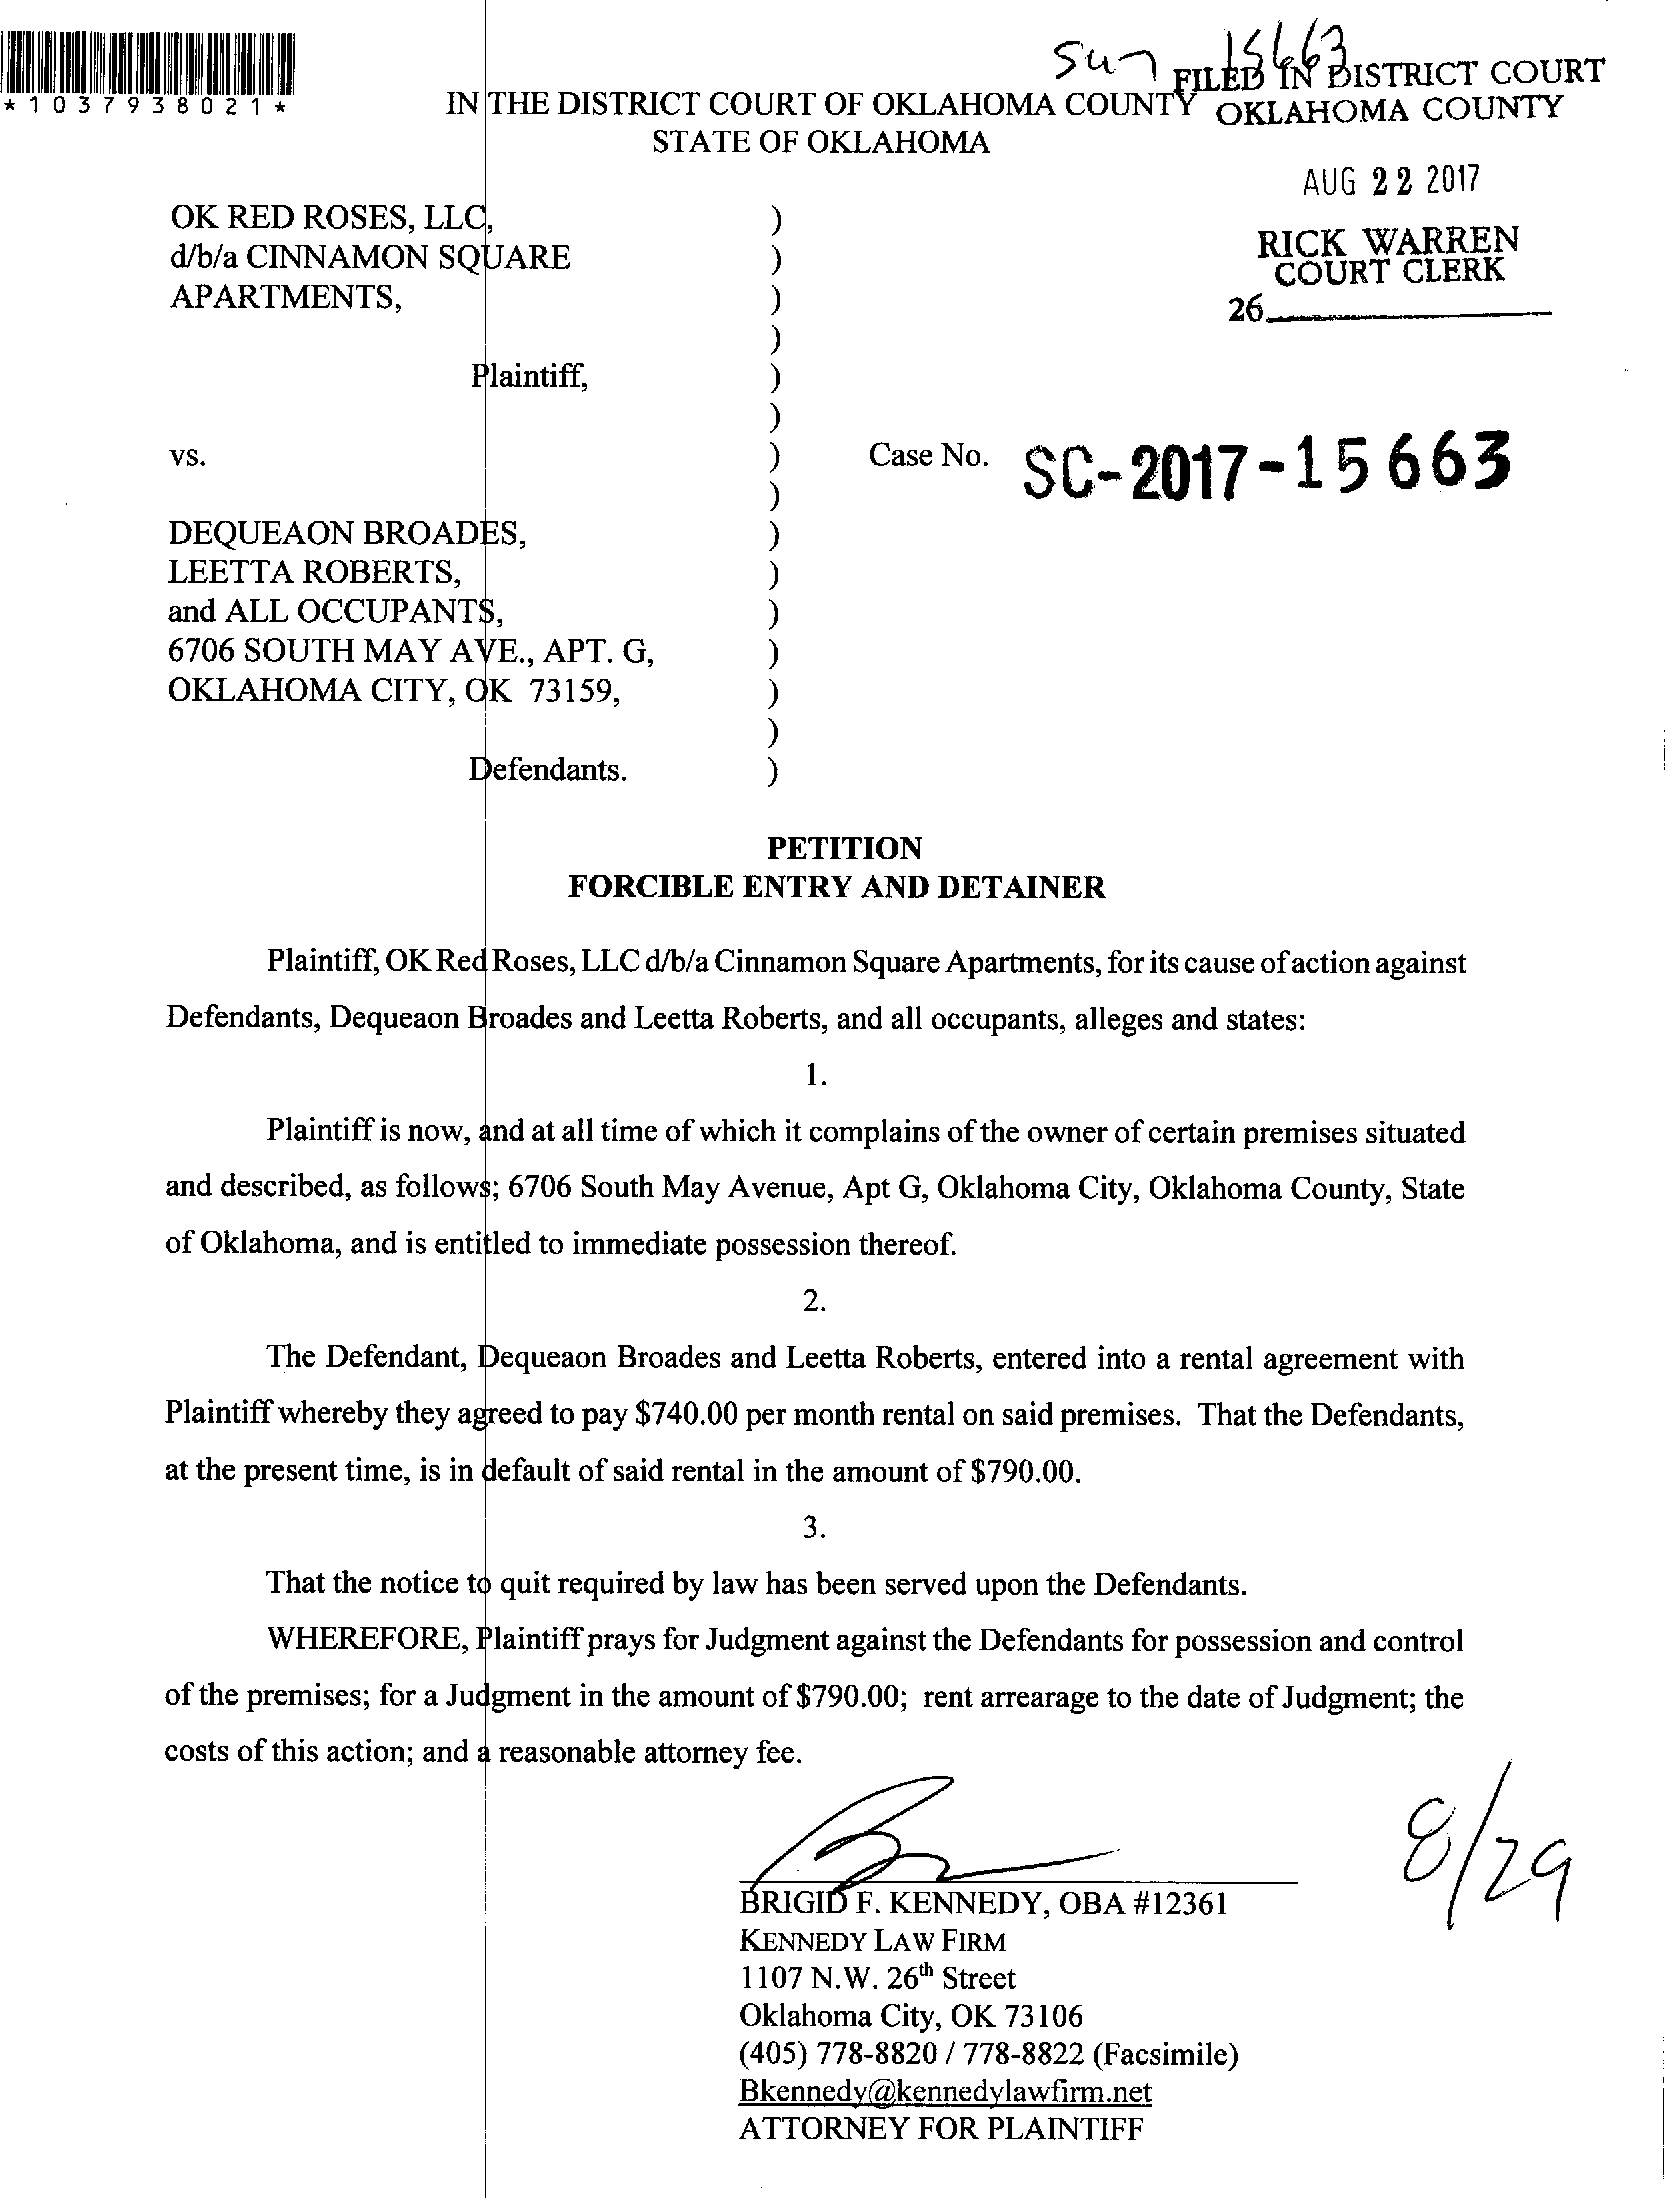 *1037938021*
Sum 15663
FILED IN DISTRICT COURT
OKLAHOMA COUNTY
IN THE DISTRICT COURT OF OKLAHOMA COUNTY
STATE OF OKLAHOMA
AUG 22 2017
RICK WARREN
COURT CLERK
26
OK RED ROSES, LLC, )
d/b/a CINNAMON SQUARE )
APARTMENTS, )
)
Plaintiff, )
)
vs. ) Case No. SC-2017-15663
)
DEQUEAON BROADES, )
LEETTA ROBERTS, )
and ALL OCCUPANTS, )
6706 SOUTH MAY AVE., APT. G, )
OKLAHOMA CITY, OK 73159, )
)
Defendants. )
PETITION
FORCIBLE ENTRY AND DETAINER
Plaintiff, OK Red Roses, LLC d/b/a Cinnamon Square Apartments, for its cause of action against
Defendants, Dequeaon Broades and Leetta Roberts, and all occupants, alleges and states:
1.
Plaintiff is now, and at all time of which it complains of the owner of certain premises situated
and described, as follows; 6706 South May Avenue, Apt G, Oklahoma City, Oklahoma County, State
of Oklahoma, and is entitled to immediate possession thereof.
2.
The Defendant, Dequeaon Broades and Leetta Roberts, entered into a rental agreement with
Plaintiff whereby they agreed to pay $740.00 per month rental on said premises. That the Defendants,
at the present time, is in default of said rental in the amount of $790.00.
3.
That the notice to quit required by law has been served upon the Defendants.
WHEREFORE, Plaintiff prays for Judgment against the Defendants for possession and control
of the premises; for a Judgment in the amount of $790.00; rent arrearage to the date of Judgment; the
costs of this action; and a reasonable attorney fee.
8/29
BRIGID F. KENNEDY, OBA #12361
KENNEDY LAW FIRM
1107 N.W. 26th Street
Oklahoma City, OK 73106
(405) 778-8820 / 778-8822 (Facsimile)
Bkennedy@kennedylawfirm.net
ATTORNEY FOR PLAINTIFF